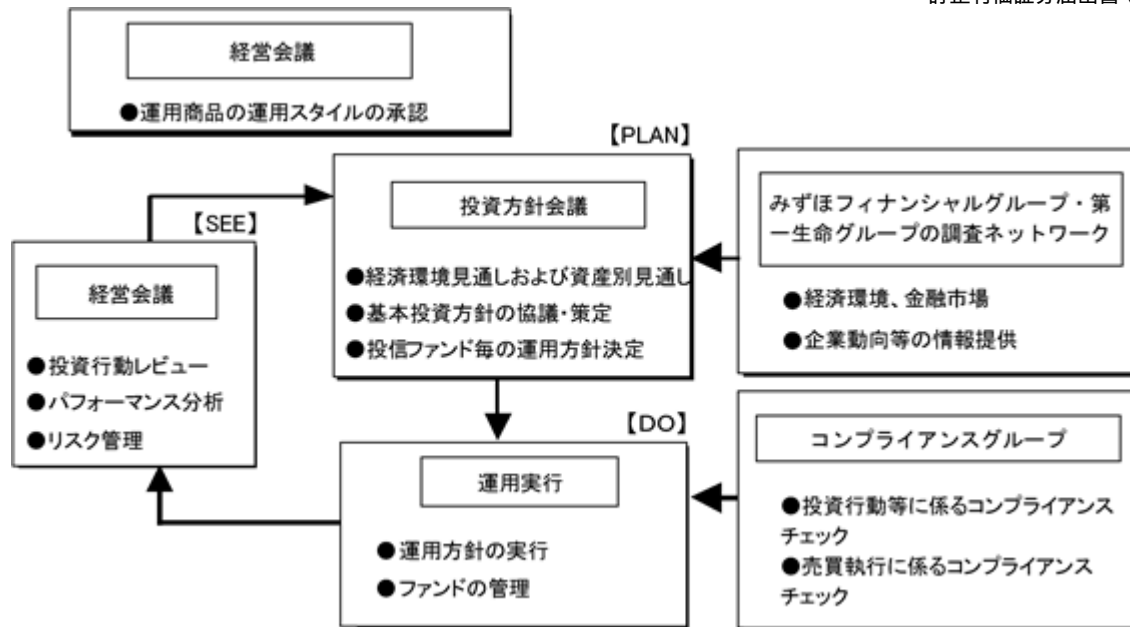 経営会議
●運用商品の運用スタイルの承認
【PLAN】
投資方針会議
●経済環境見通しおよび資産別見通し
●基本投資方針の協議・策定
●投信ファンド毎の運用方針決定
みずほフィナンシャルグループ・第
一生命グループの調査ネットワーク
●経済環境、金融市場
●企業動向等の情報提供
【SEE】
経営会議
●投資行動レビュー
●パフォーマンス分析
●リスク管理
【DO】
運用実行
●運用方針の実行
●ファンドの管理
コンプライアンスグループ
●投資行動等に係るコンプライアンス
チェック
●売買執行に係るコンプライアンス
チェック